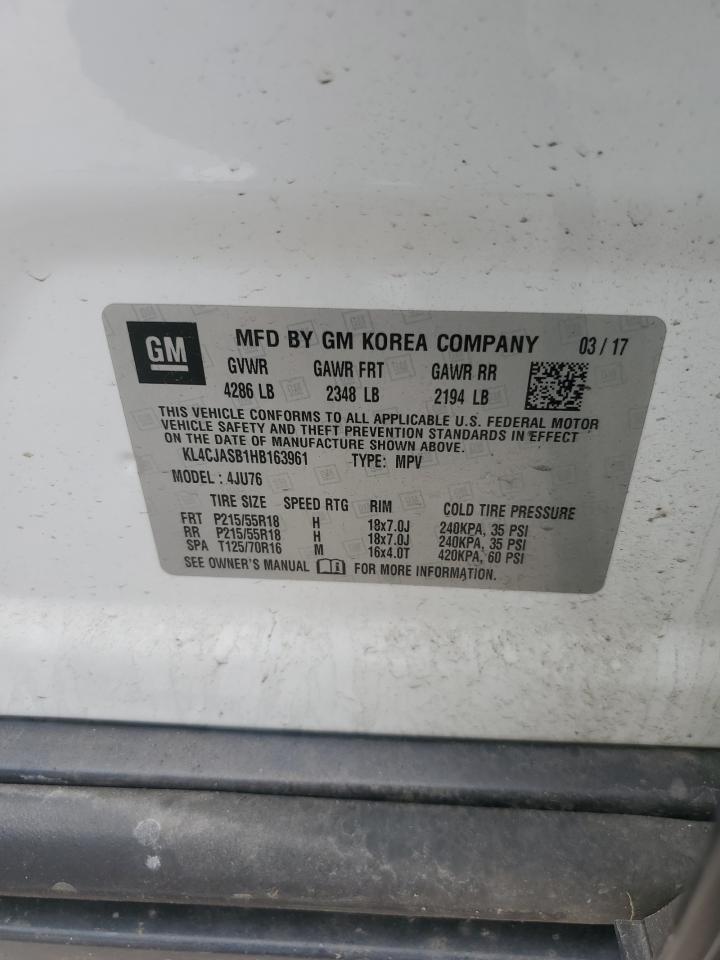 GM MFD BY GM KOREA COMPANY 03 / 17
GVWR GAWR FRT GAWR RR
4286 LB 2348 LB 2194 LB
THIS VEHICLE CONFORMS TO ALL APPLICABLE U.S. FEDERAL MOTOR
VEHICLE SAFETY AND THEFT PREVENTION STANDARDS IN EFFECT
ON THE DATE OF MANUFACTURE SHOWN ABOVE.
KL4CJASB1HB163961 TYPE: MPV
MODEL : 4JU76
TIRE SIZE SPEED RTG RIM COLD TIRE PRESSURE
FRT P215/55R18 H 18x7.0J 240KPA, 35 PSI
RR P215/55R18 H 18x7.0J 240KPA, 35 PSI
SPA T125/70R16 M 16x4.0T 420KPA, 60 PSI
SEE OWNER'S MANUAL FOR MORE INFORMATION.